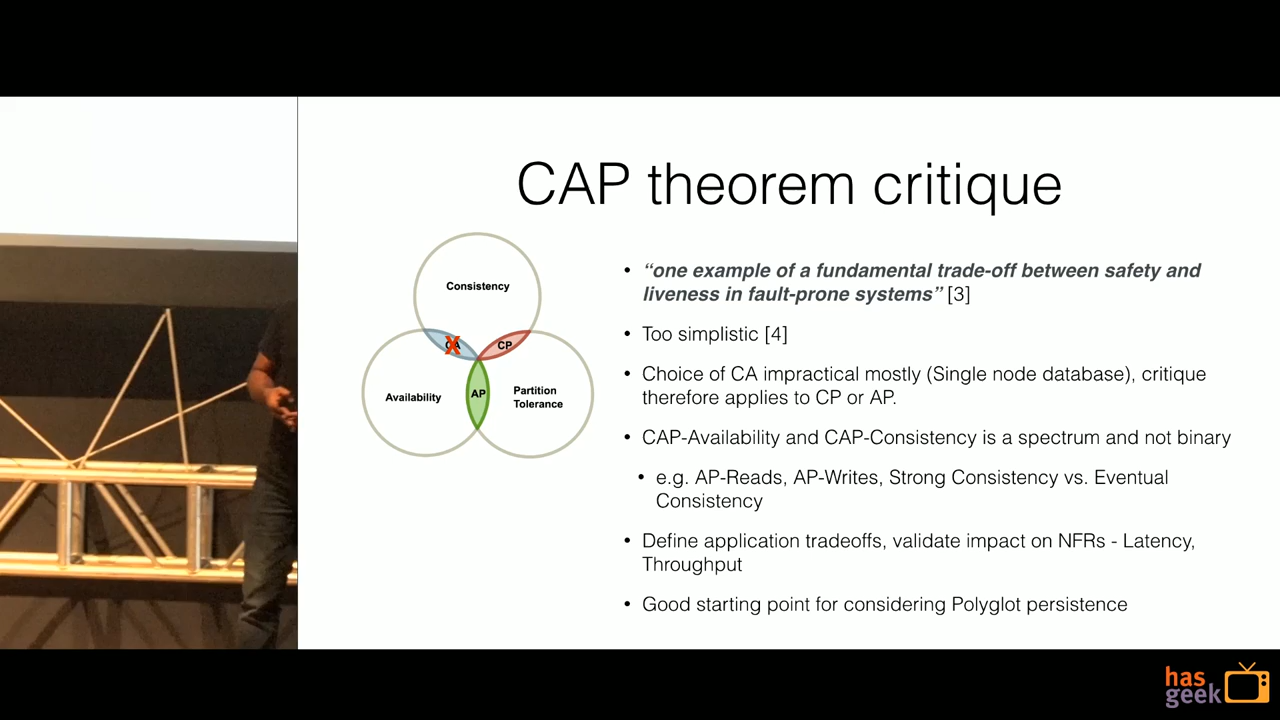 CAP theorem critique
Consistency
CA
CP
Availability
AP
Partition
Tolerance
• “one example of a fundamental trade-off between safety and
liveness in fault-prone systems” [3]
• Too simplistic [4]
• Choice of CA impractical mostly (Single node database), critique
therefore applies to CP or AP.
• CAP-Availability and CAP-Consistency is a spectrum and not binary
• e.g. AP-Reads, AP-Writes, Strong Consistency vs. Eventual
Consistency
• Define application tradeoffs, validate impact on NFRs - Latency,
Throughput
• Good starting point for considering Polyglot persistence
has
geek